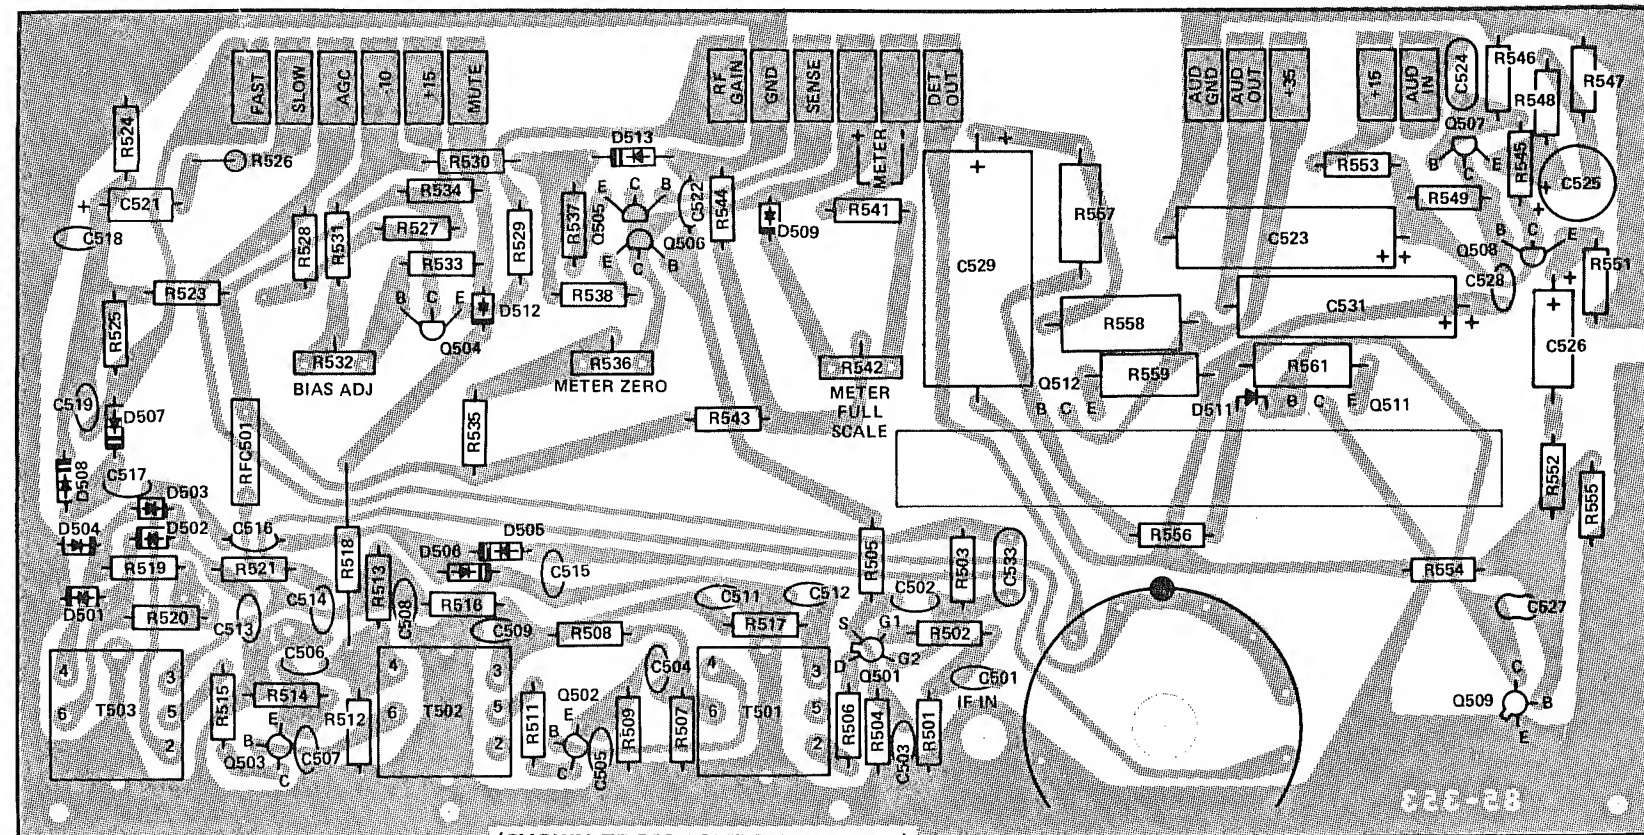 FAST
SLOW
AGC
-10
+15
MUTE
RF
GAIN
GND
SENSE
DET
OUT
AUD
GND
AUD
OUT
+35
+15
AUD
IN
C524
R546
R547
R548
R524
R526
R530
D513
+ METER -
Q507
B
C
E
R545
R553
C525
C521
R534
E
C
B
C522
R544
R541
R557
R549
C518
R528
R531
R527
R529
R537
Q505
Q506
E
C
B
D509
C529
C523
B
C
E
Q508
R551
R533
R523
B
C
E
Q504
D512
R538
C528
C531
R525
R558
C526
R532
BIAS ADJ
R536
METER ZERO
R542
METER
FULL
SCALE
R559
R561
Q512
B C E
D511
B C E
Q511
C519
D507
RFC501
R535
R543
D508
C517
D503
D504
D502
C516
R552
R555
D505
D506
R518
R505
R503
C533
R556
R519
R521
R513
C515
R554
D501
R520
C513
C514
C508
R516
C511
C512
C502
C527
C509
R508
R517
S
G1
R502
D
G2
Q501
C506
C504
C501
IF IN
4
3
6
T503
5
2
R515
R514
R512
4
3
6
T502
5
2
R511
Q502
E
B
C
C505
R509
R507
4
3
6
T501
5
2
R506
R504
C503
R501
C
Q509
B
E
E
B
Q503
C
C507